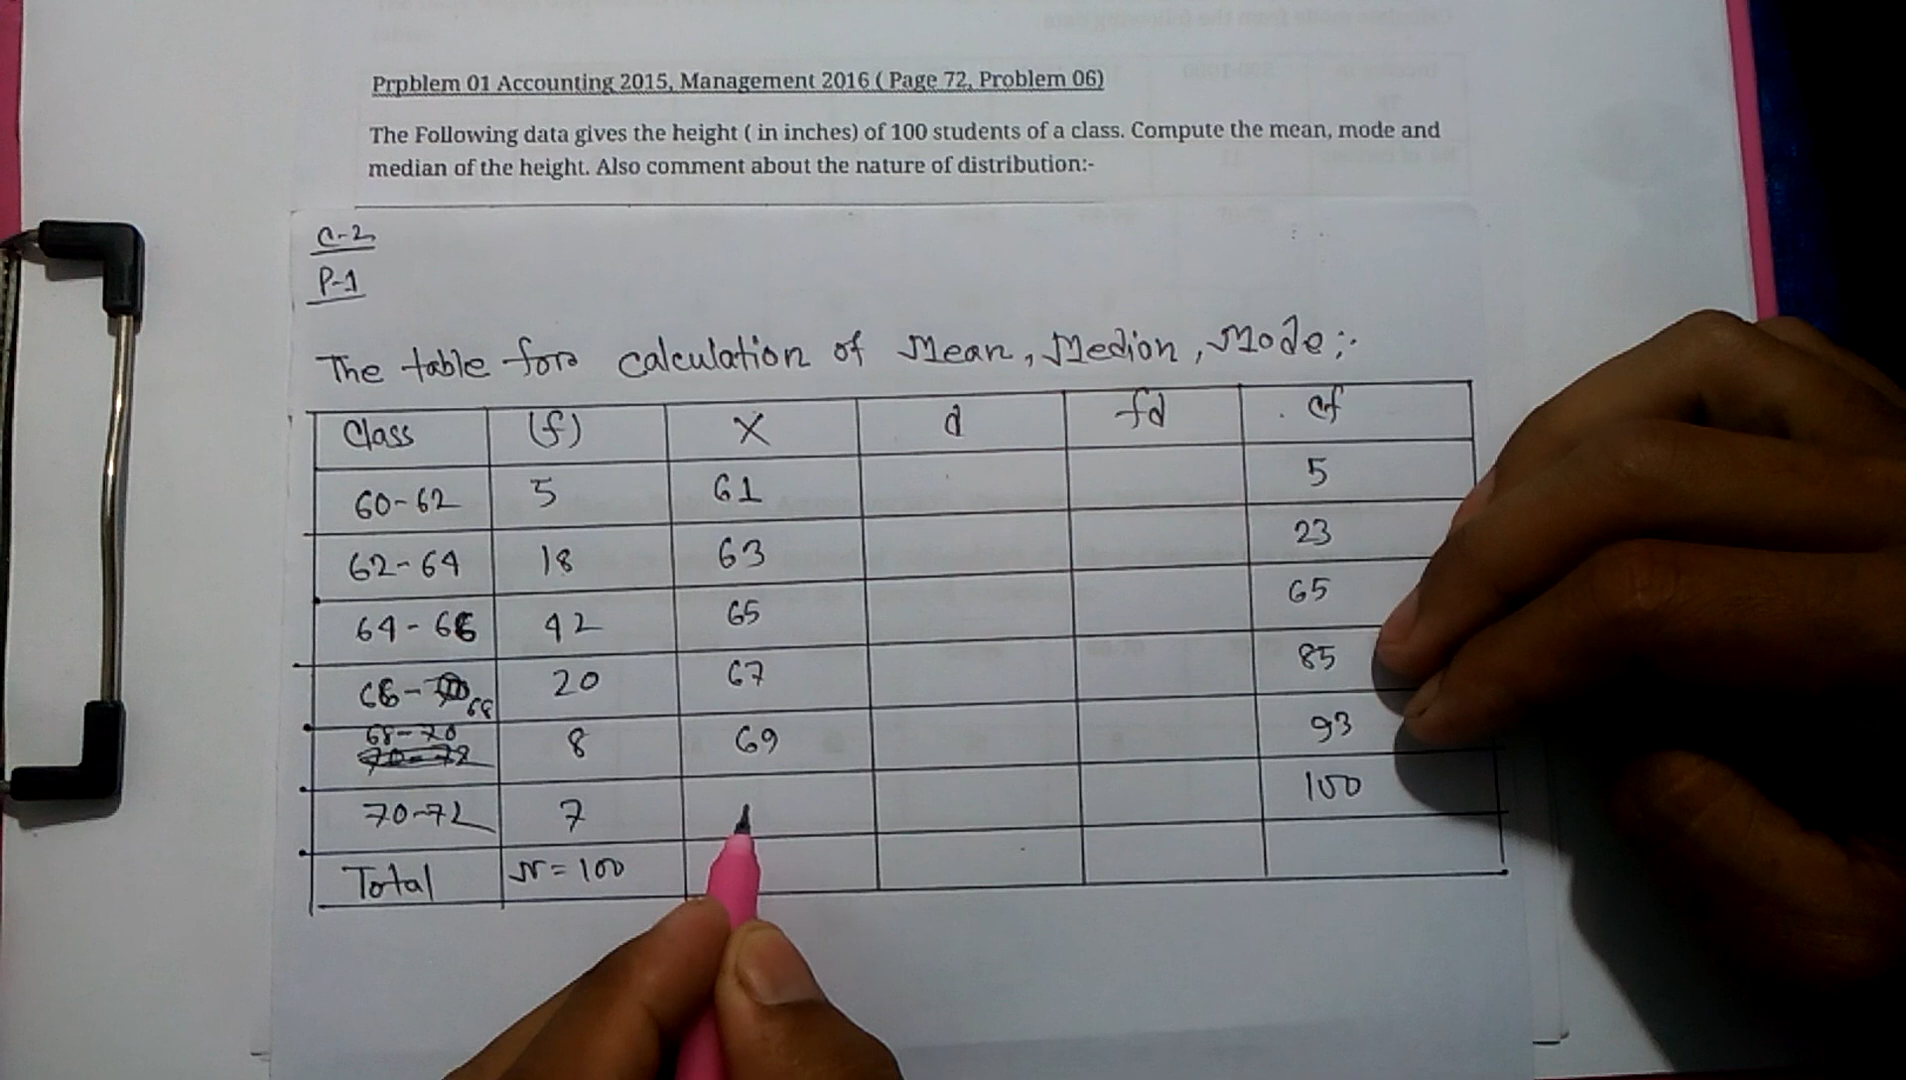 Prpblem 01 Accounting 2015, Management 2016 ( Page 72, Problem 06)
The Following data gives the height ( in inches) of 100 students of a class. Compute the mean, mode and
median of the height. Also comment about the nature of distribution:-
C-2
P-1
The table for calculation of Mean, Median, Mode:-
Class (f) X d fd cf
60-62 5 61 5
62-64 18 63 23
64-66 42 65 65
66-68 20 67 85
68-70 8 69 93
70-72
70-72 7 100
Total N=100